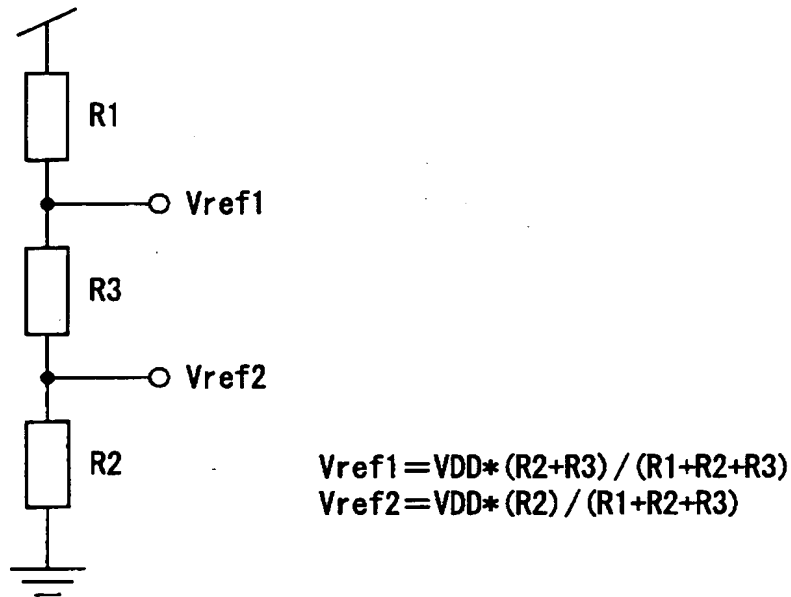 R1
Vref1
R3
Vref2
R2
Vref1=VDD*(R2+R3)/(R1+R2+R3)
Vref2=VDD*(R2)/(R1+R2+R3)